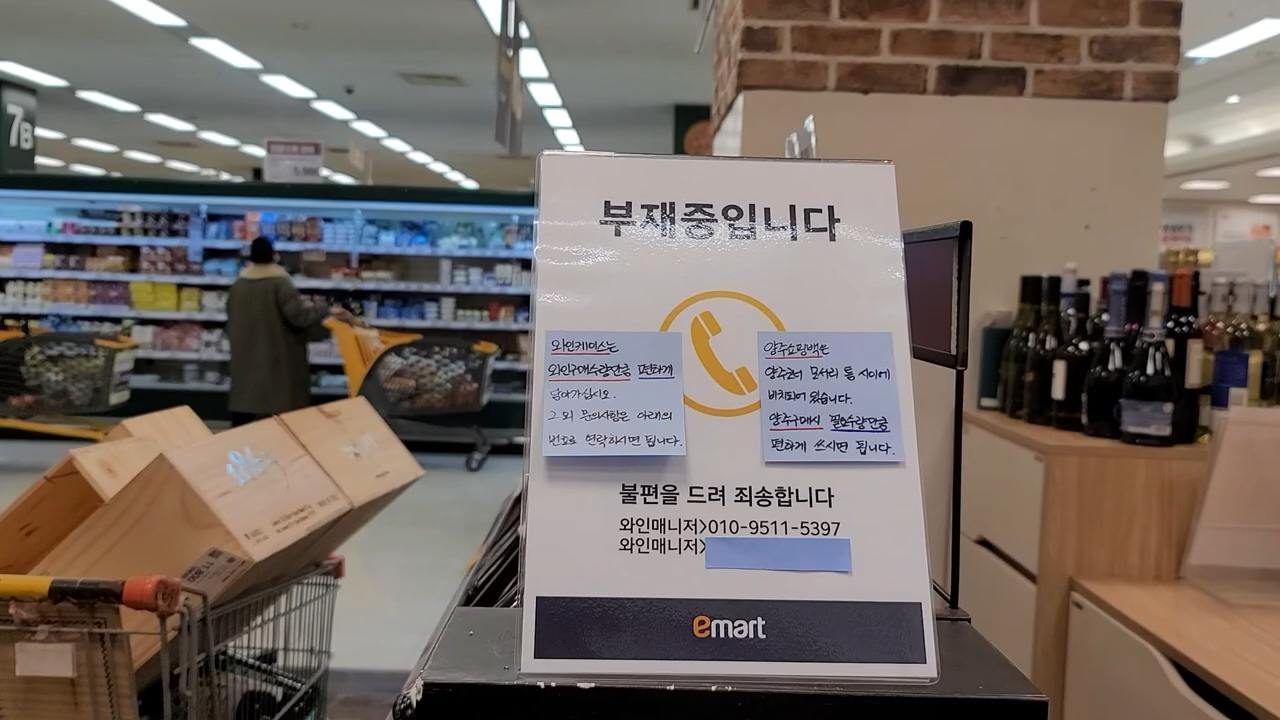 7B
부재중입니다
와인케이스는
와인구매수량만큼 편하게
담아가십시오.
그 외 문의사항은 아래의
번호로 연락하시면 됩니다.
양주쇼핑백은
양주코너 모서리 틈 사이에
비치되어 있습니다.
양주구매시 필요수량만큼
편하게 쓰시면 됩니다.
불편을 드려 죄송합니다
와인매니저>010-9511-5397
와인매니저>
emart